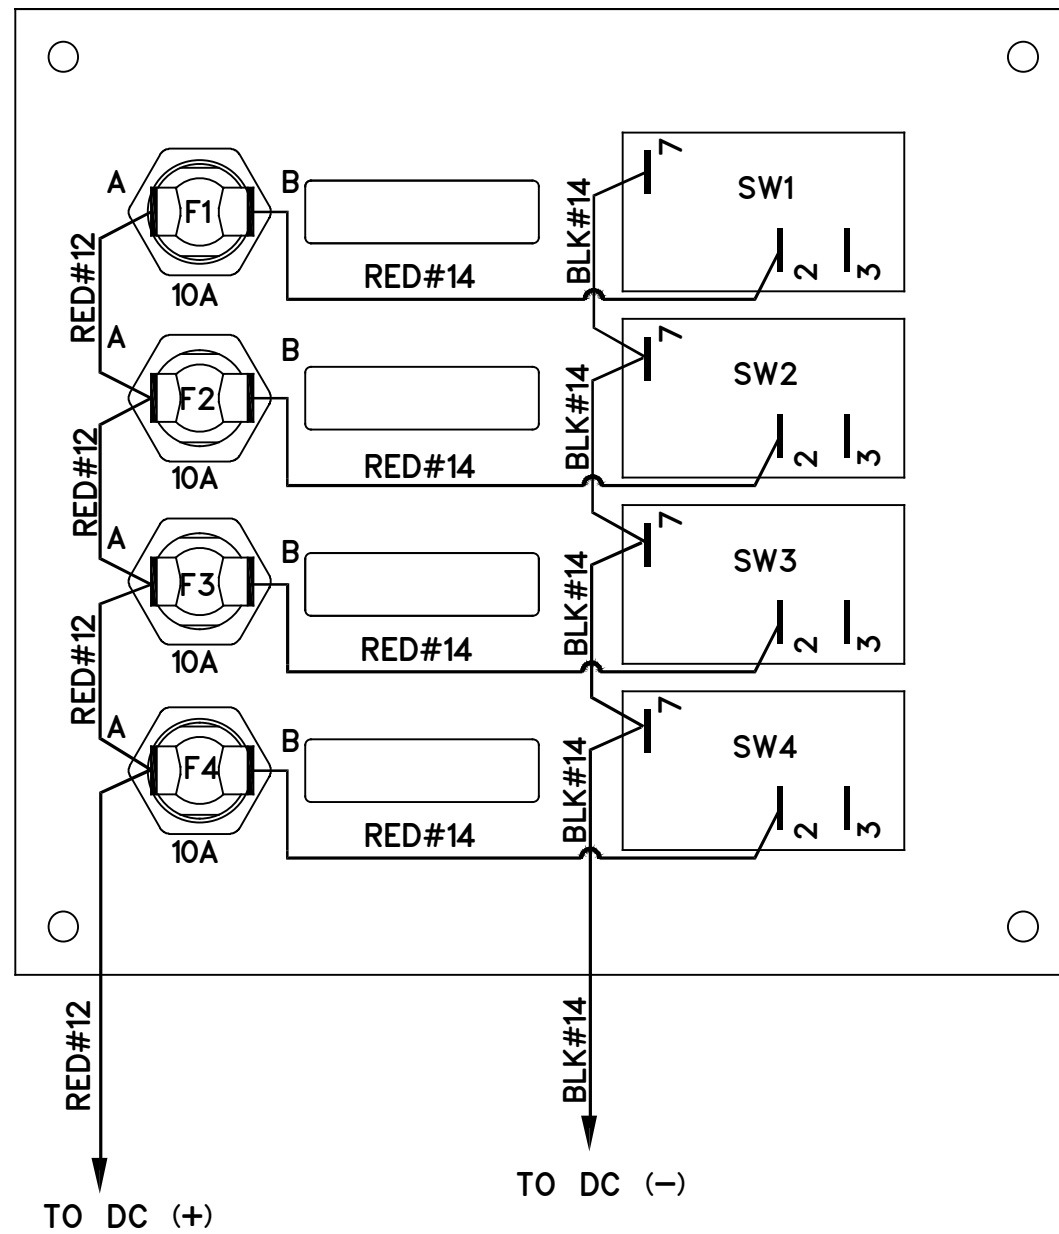 A
F1
B
10A
RED#14
7
SW1
2
3
RED#12
BLK#14
A
F2
B
10A
RED#14
7
SW2
2
3
RED#12
BLK#14
A
F3
B
10A
RED#14
7
SW3
2
3
RED#12
BLK#14
A
F4
B
10A
RED#14
7
SW4
2
3
BLK#14
RED#12
BLK#14
TO DC (-)
TO DC (+)